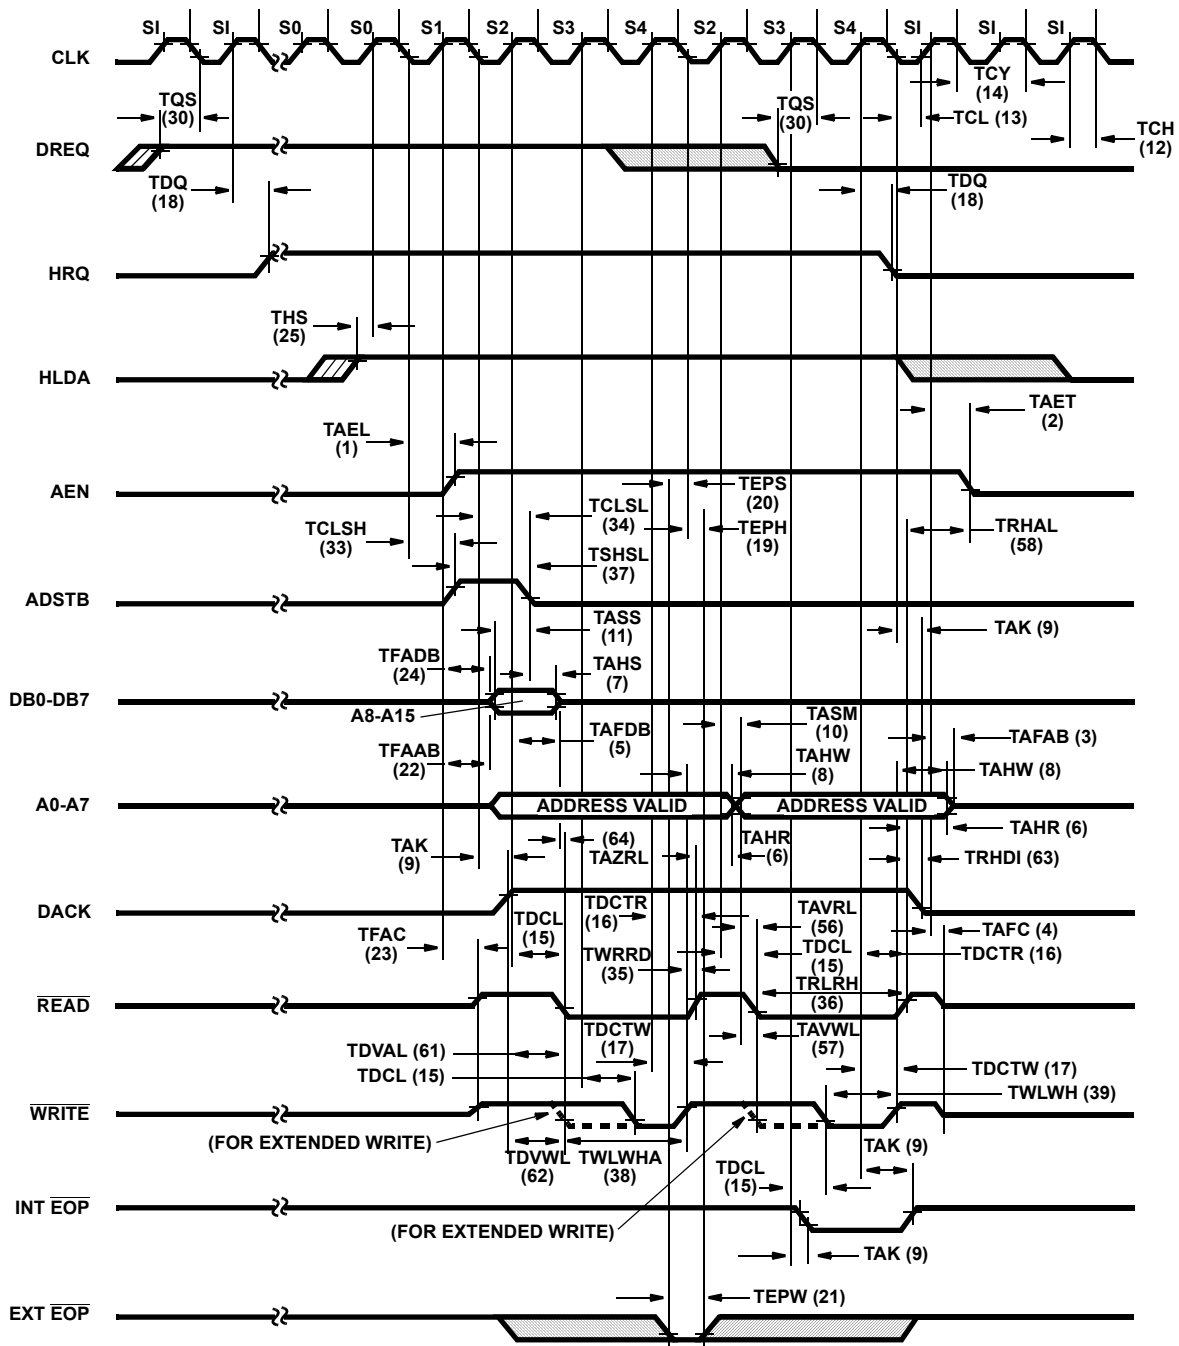 SI SI S0 S0 S1 S2 S3 S4 S2 S3 S4 SI SI SI
CLK
TCY
(14)
TQS
(30)
TQS
(30)
TCL (13)
TCH
(12)
DREQ
TDQ
(18)
TDQ
(18)
HRQ
THS
(25)
HLDA
TAET
(2)
TAEL
(1)
AEN
TEPS
(20)
TCLSL
(34)
TCLSH
(33)
TEPH
(19)
TRHAL
(58)
TSHSL
(37)
ADSTB
TASS
(11)
TAK (9)
TFADB
(24)
TAHS
(7)
DB0-DB7
A8-A15
TASM
(10)
TAFDB
(5)
TAFAB (3)
TFAAB
(22)
TAHW
(8)
TAHW (8)
A0-A7
ADDRESS VALID ADDRESS VALID
TAHR (6)
TAK
(9)
(64)
TAZRL
TAHR
(6)
TRHDI (63)
DACK
TDCTR
(16)
TAVRL
(56)
TDCL
(15)
TAFC (4)
TFAC
(23)
TWRRD
(35)
TDCL
(15)
TDCTR (16)
TRLRH
(36)
READ
TDCTW
(17)
TAVWL
(57)
TDVAL (61)
TDCTW (17)
TDCL (15)
TWLWH (39)
WRITE
(FOR EXTENDED WRITE)
TAK (9)
TDVWL
(62)
TWLWHA
(38)
TDCL
(15)
INT EOP
(FOR EXTENDED WRITE)
TAK (9)
TEPW (21)
EXT EOP